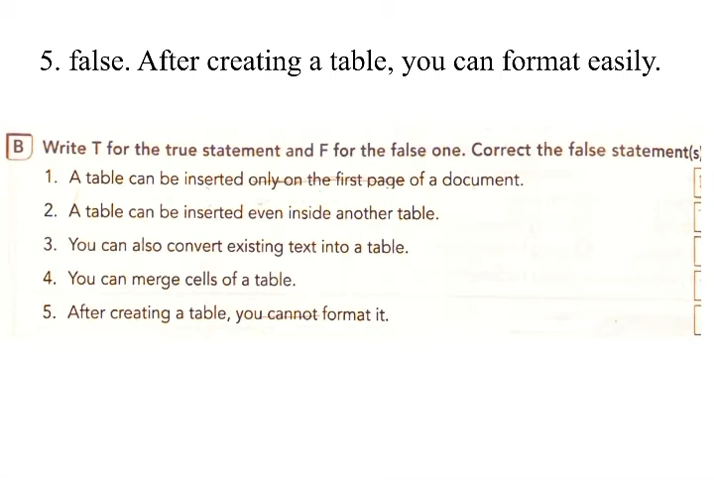 5. false. After creating a table, you can format easily.
B Write T for the true statement and F for the false one. Correct the false statement(s)
1. A table can be inserted only on the first page of a document.
2. A table can be inserted even inside another table.
3. You can also convert existing text into a table.
4. You can merge cells of a table.
5. After creating a table, you cannot format it.